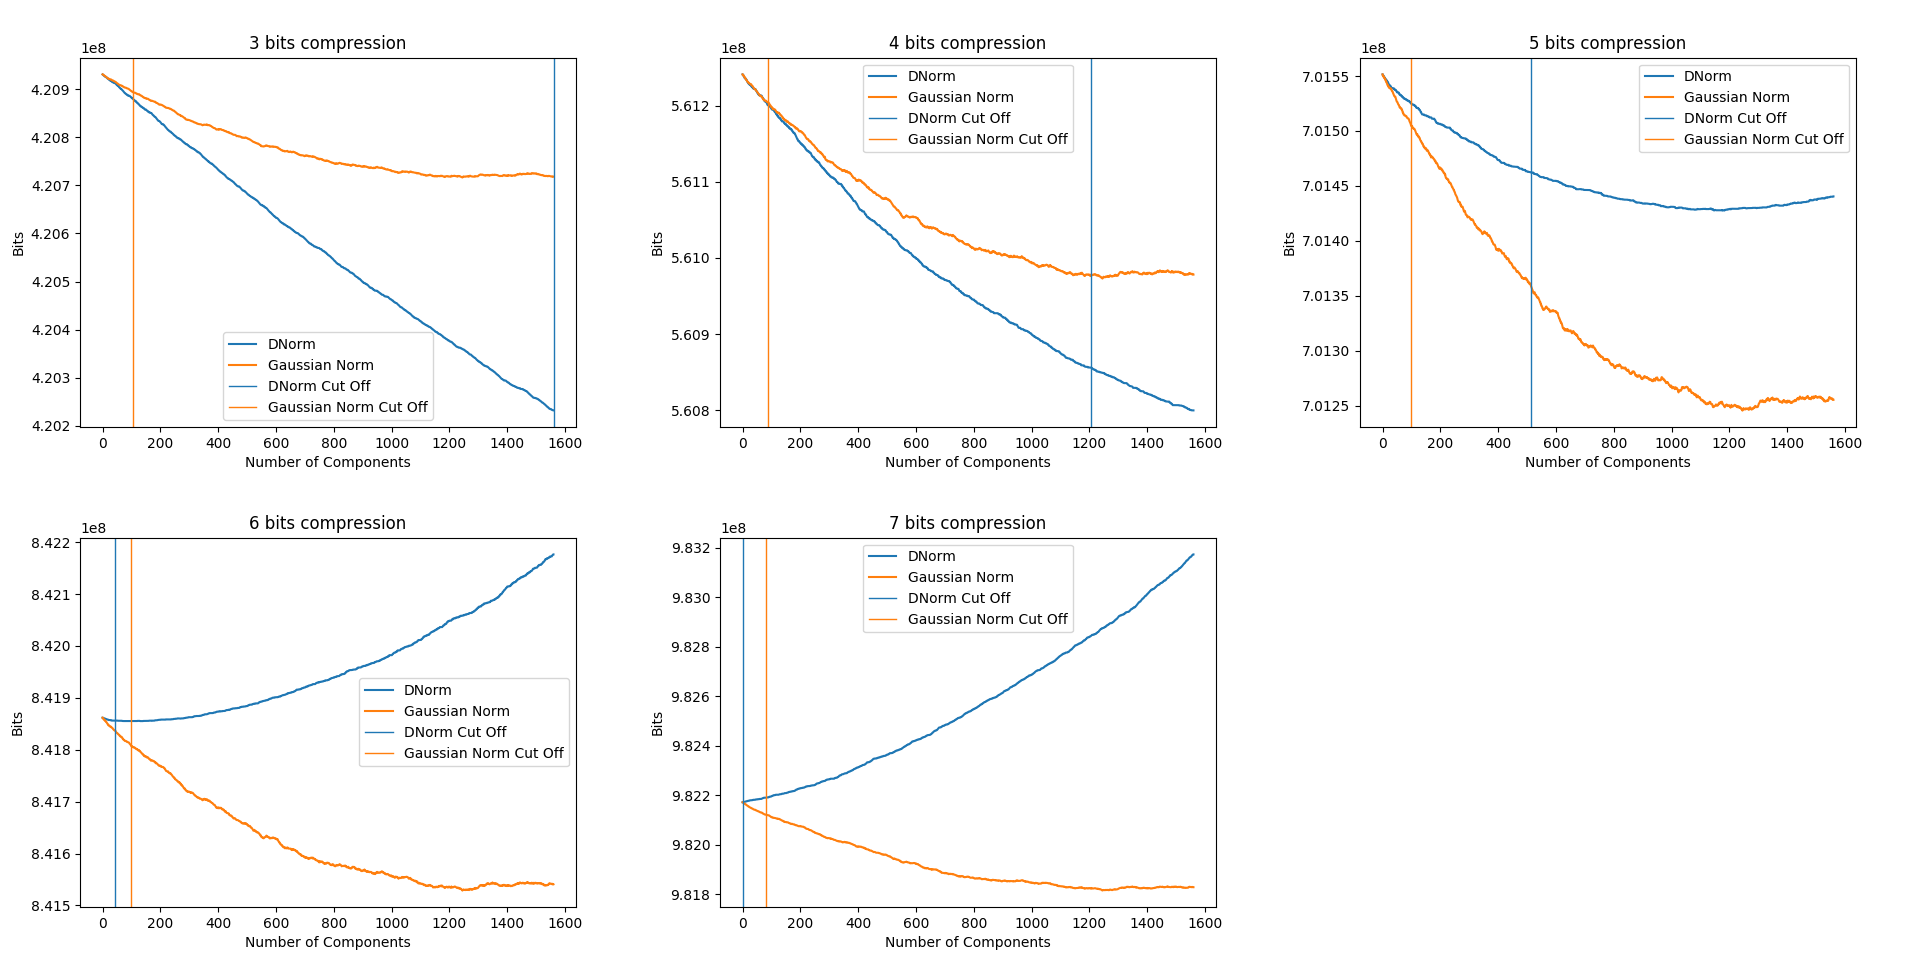 3 bits compression
1e8
4.209
4.208
4.207
4.206
4.205
4.204
4.203
4.202
Bits
DNorm
Gaussian Norm
DNorm Cut Off
Gaussian Norm Cut Off
0 200 400 600 800 1000 1200 1400 1600
Number of Components
4 bits compression
1e8
5.612
5.611
5.610
5.609
5.608
Bits
DNorm
Gaussian Norm
DNorm Cut Off
Gaussian Norm Cut Off
0 200 400 600 800 1000 1200 1400 1600
Number of Components
5 bits compression
1e8
7.0155
7.0150
7.0145
7.0140
7.0135
7.0130
7.0125
Bits
DNorm
Gaussian Norm
DNorm Cut Off
Gaussian Norm Cut Off
0 200 400 600 800 1000 1200 1400 1600
Number of Components
6 bits compression
1e8
8.422
8.421
8.420
8.419
8.418
8.417
8.416
8.415
Bits
DNorm
Gaussian Norm
DNorm Cut Off
Gaussian Norm Cut Off
0 200 400 600 800 1000 1200 1400 1600
Number of Components
7 bits compression
1e8
9.832
9.830
9.828
9.826
9.824
9.822
9.820
9.818
Bits
DNorm
Gaussian Norm
DNorm Cut Off
Gaussian Norm Cut Off
0 200 400 600 800 1000 1200 1400 1600
Number of Components